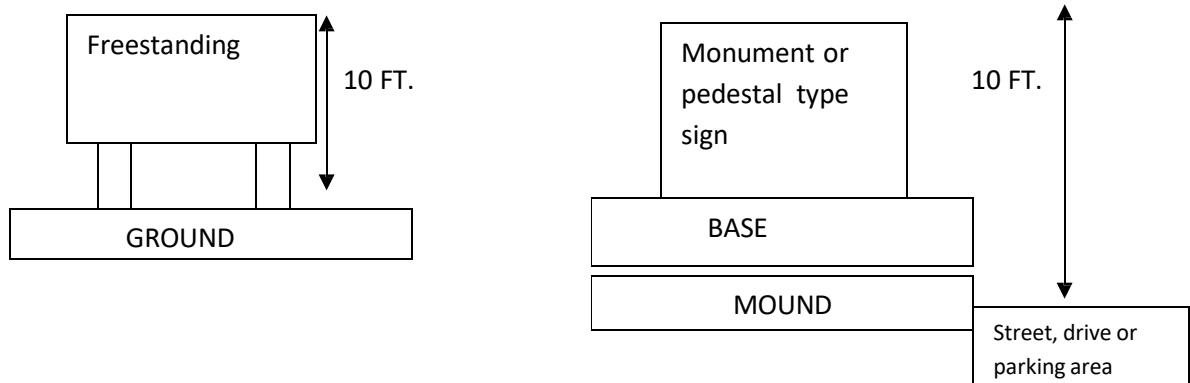 Freestanding
10 FT.
GROUND
Monument or
pedestal type
sign
10 FT.
BASE
MOUND
Street, drive or
parking area